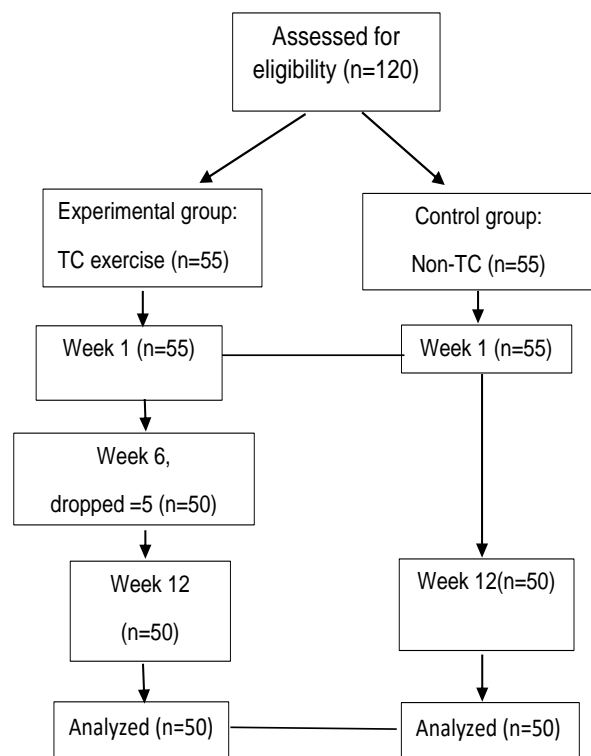 Assessed for
eligibility (n=120)
Experimental group:
TC exercise (n=55)
Control group:
Non-TC (n=55)
Week 1 (n=55)
Week 1 (n=55)
Week 6,
dropped =5 (n=50)
Week 12
(n=50)
Week 12(n=50)
Analyzed (n=50)
Analyzed (n=50)